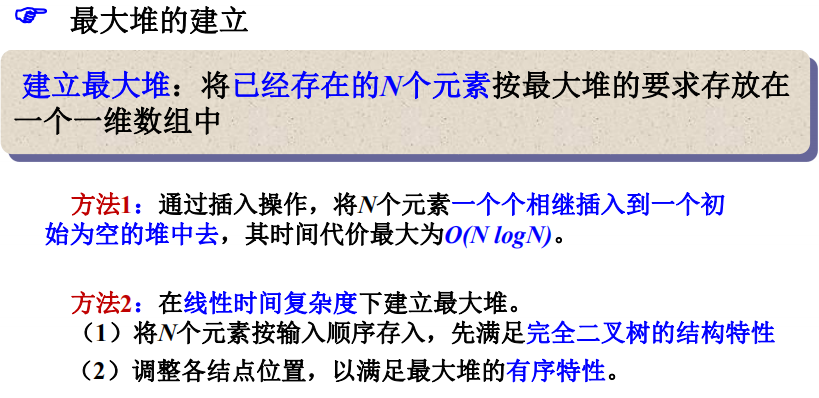 ☞ 最大堆的建立
建立最大堆：将已经存在的N个元素按最大堆的要求存放在
一个一维数组中
方法1：通过插入操作，将N个元素一个个相继插入到一个初
始为空的堆中去，其时间代价最大为O(N logN)。
方法2：在线性时间复杂度下建立最大堆。
（1）将N个元素按输入顺序存入，先满足完全二叉树的结构特性
（2）调整各结点位置，以满足最大堆的有序特性。